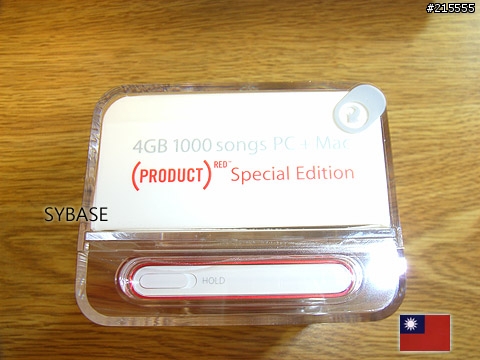 #215555
4GB 1000 songs PC + Mac
(PRODUCT)RED™ Special Edition
SYBASE
HOLD